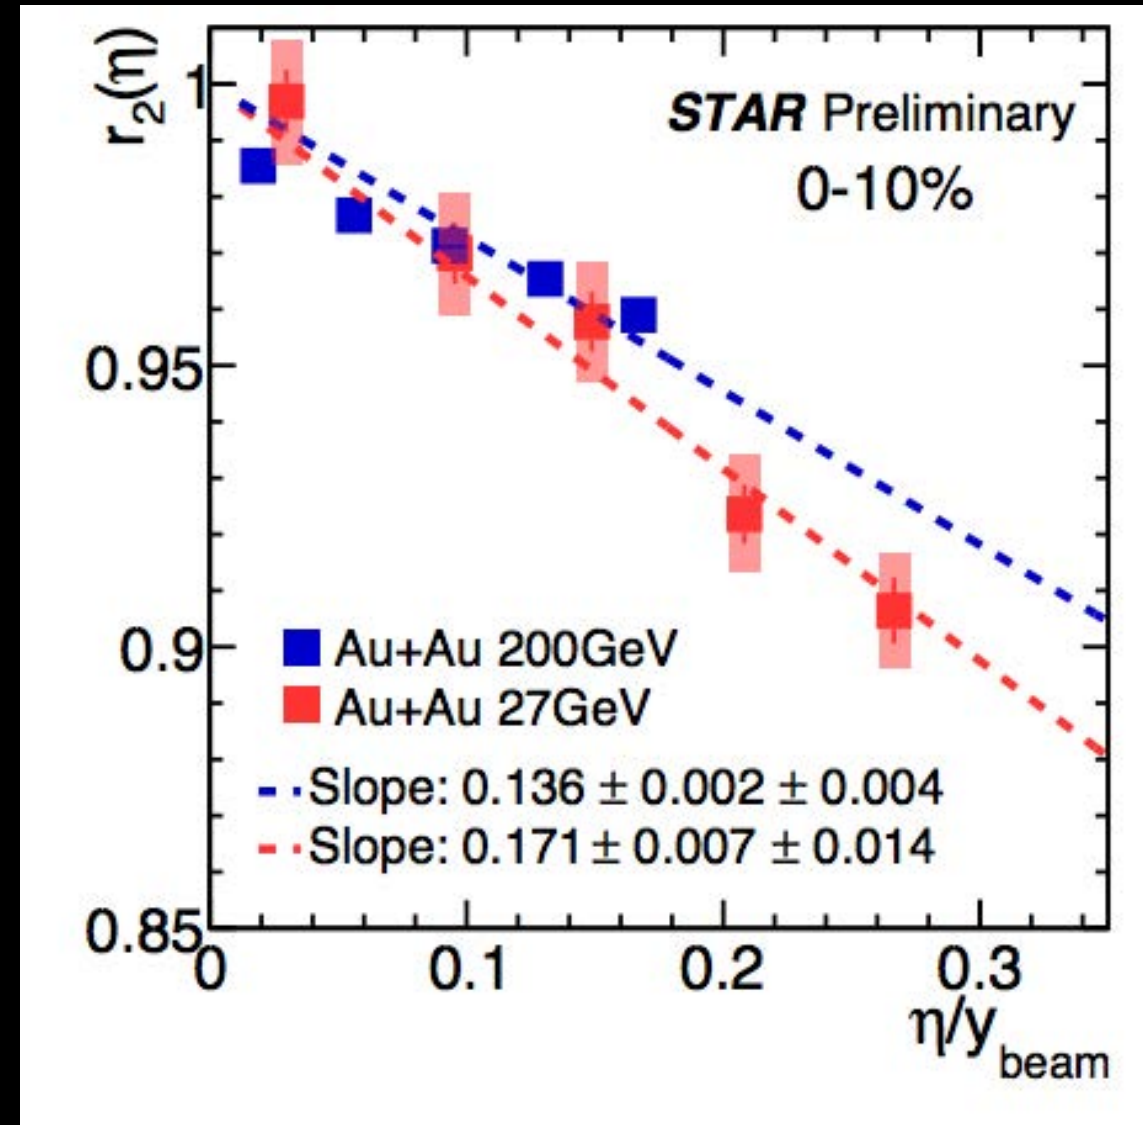 r₂(η)
STAR Preliminary
0-10%
1
0.95
0.9
0.85
Au+Au 200GeV
Au+Au 27GeV
Slope: 0.136 ± 0.002 ± 0.004
Slope: 0.171 ± 0.007 ± 0.014
0 0.1 0.2 0.3
η/y_beam